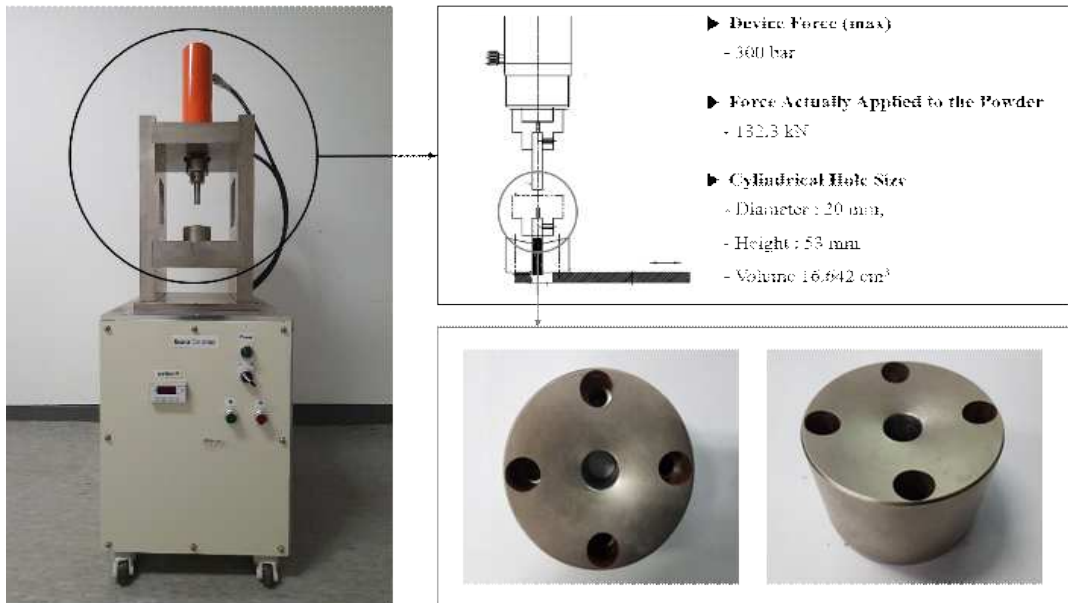 Device Force (max)
- 300 bar
Force Actually Applied to the Powder
- 132.3 kN
Cylindrical Hole Size
- Diameter : 20 mm,
- Height : 53 mm
- Volume 16.642 cm³
Power